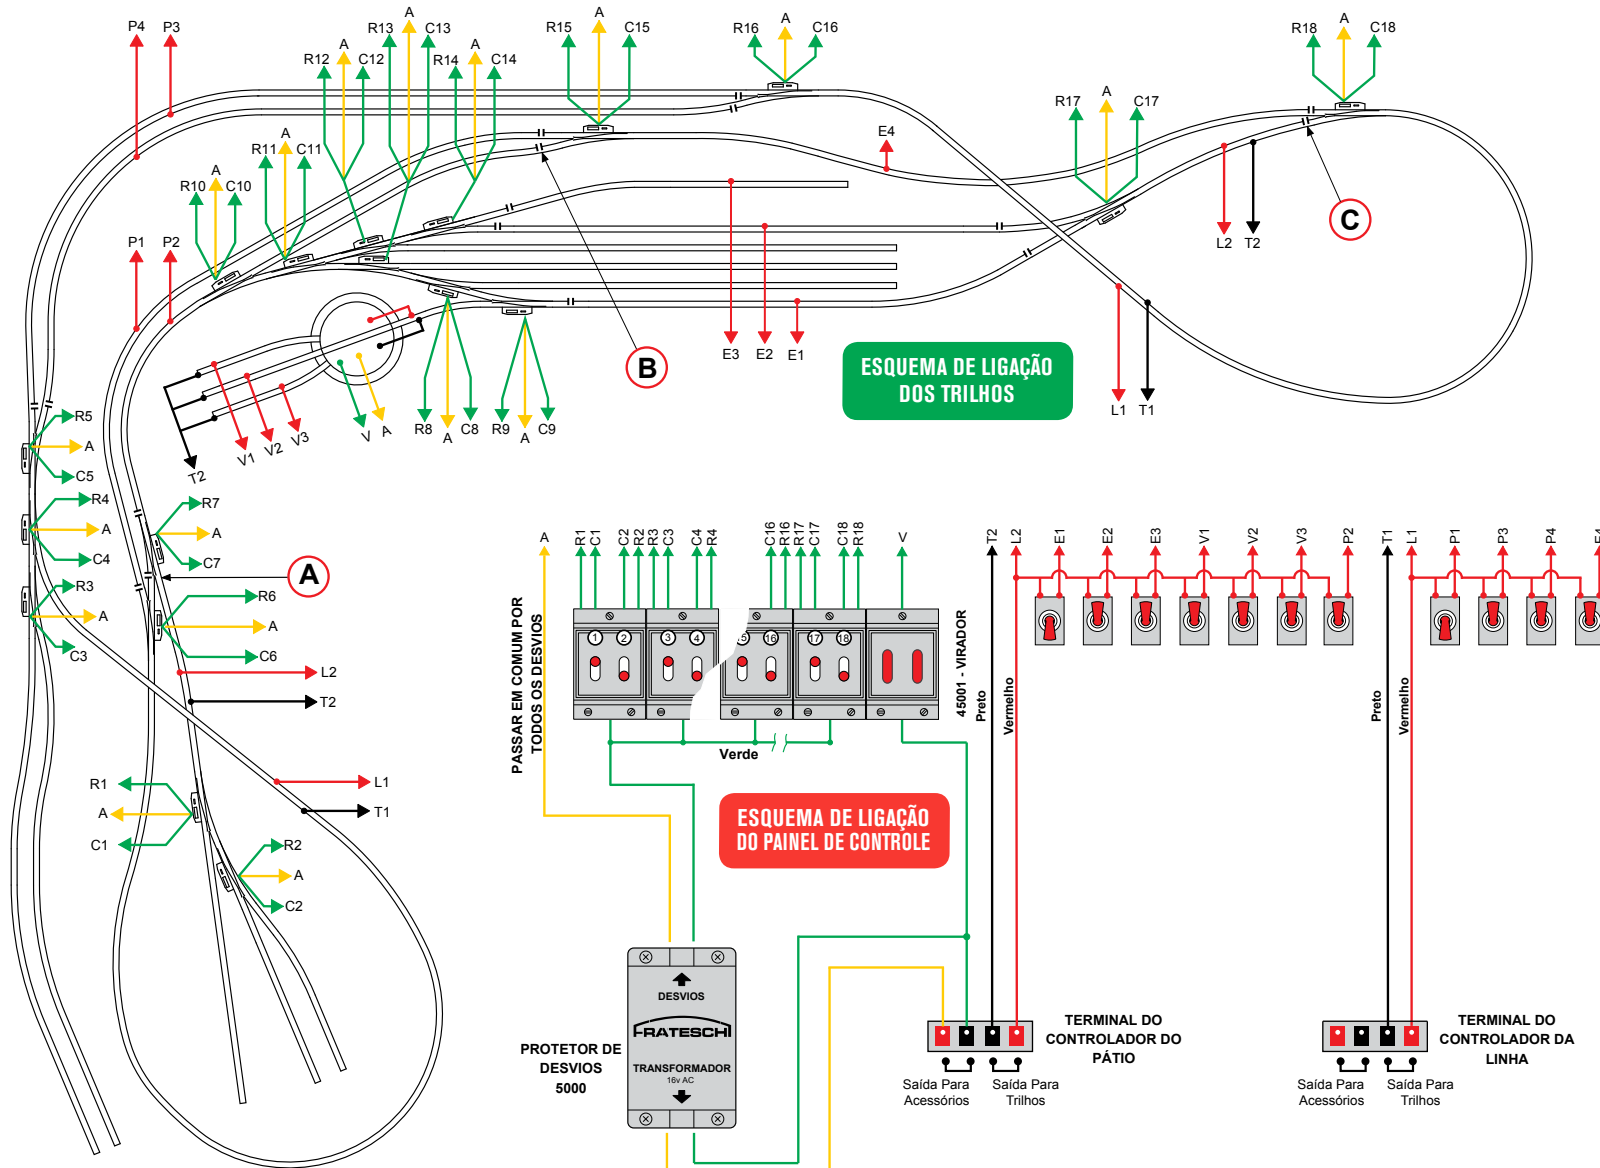 P4
P3
R12
A
C12
R13
A
C13
R14
A
C14
R15
A
C15
R16
A
C16
R17
A
C17
R18
A
C18
R10
A
C10
R11
A
C11
E4
P1
P2
L2
T2
C
B
E3
E2
E1
L1
T1
ESQUEMA DE LIGAÇÃO
DOS TRILHOS
T2
V1
V2
V3
V
A
R8
A
C8
R9
A
C9
R5
A
C5
R4
A
C4
R3
A
C3
R7
A
C7
A
R6
A
C6
L2
T2
L1
T1
R1
A
C1
R2
A
C2
A
R1
C1
C2
R2
R3
C3
C4
R4
C16
R16
R17
C17
C18
R18
V
T2
L2
E1
E2
E3
V1
V2
V3
P2
T1
L1
P1
P3
P4
E4
1
2
3
4
5
16
17
18
PASSAR EM COMUM POR
TODOS OS DESVIOS
45001 - VIRADOR
Preto
Vermelho
Preto
Vermelho
Verde
ESQUEMA DE LIGAÇÃO
DO PAINEL DE CONTROLE
DESVIOS
FRATESCHI
TRANSFORMADOR
16v AC
PROTETOR DE
DESVIOS
5000
TERMINAL DO
CONTROLADOR DO
PÁTIO
Saída Para
Acessórios
Saída Para
Trilhos
TERMINAL DO
CONTROLADOR DA
LINHA
Saída Para
Acessórios
Saída Para
Trilhos